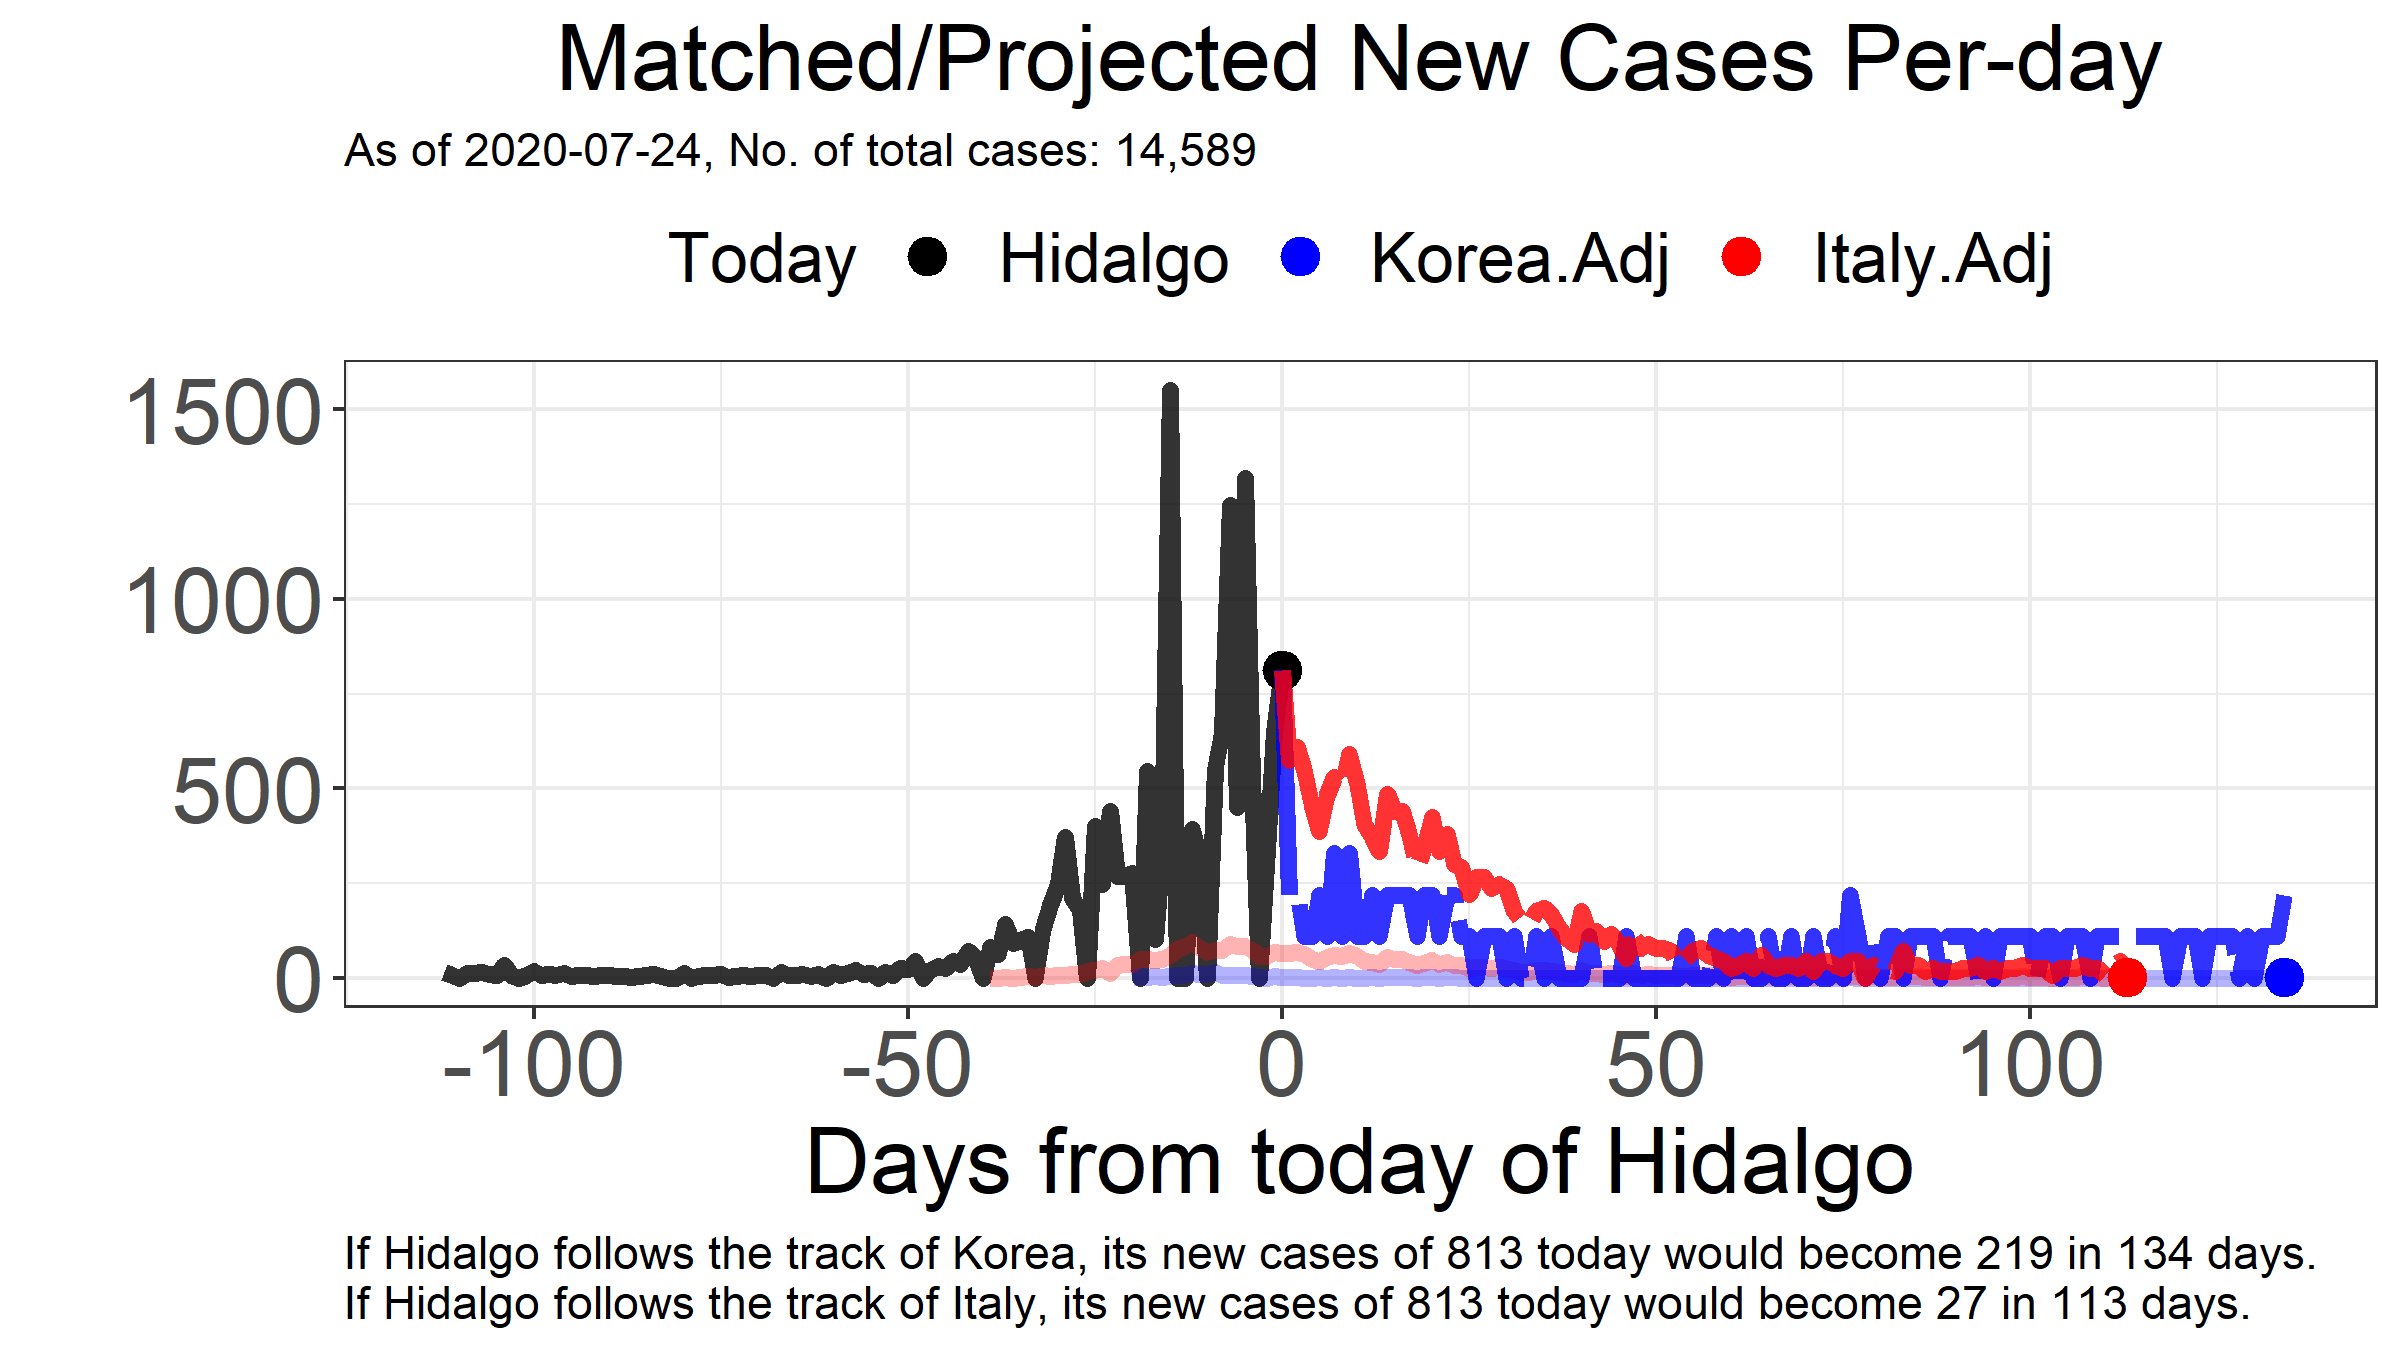 Matched/Projected New Cases Per-day
As of 2020-07-24, No. of total cases: 14,589
Today Hidalgo Korea.Adj Italy.Adj
1500
1000
500
0
-100 -50 0 50 100
Days from today of Hidalgo
If Hidalgo follows the track of Korea, its new cases of 813 today would become 219 in 134 days.
If Hidalgo follows the track of Italy, its new cases of 813 today would become 27 in 113 days.